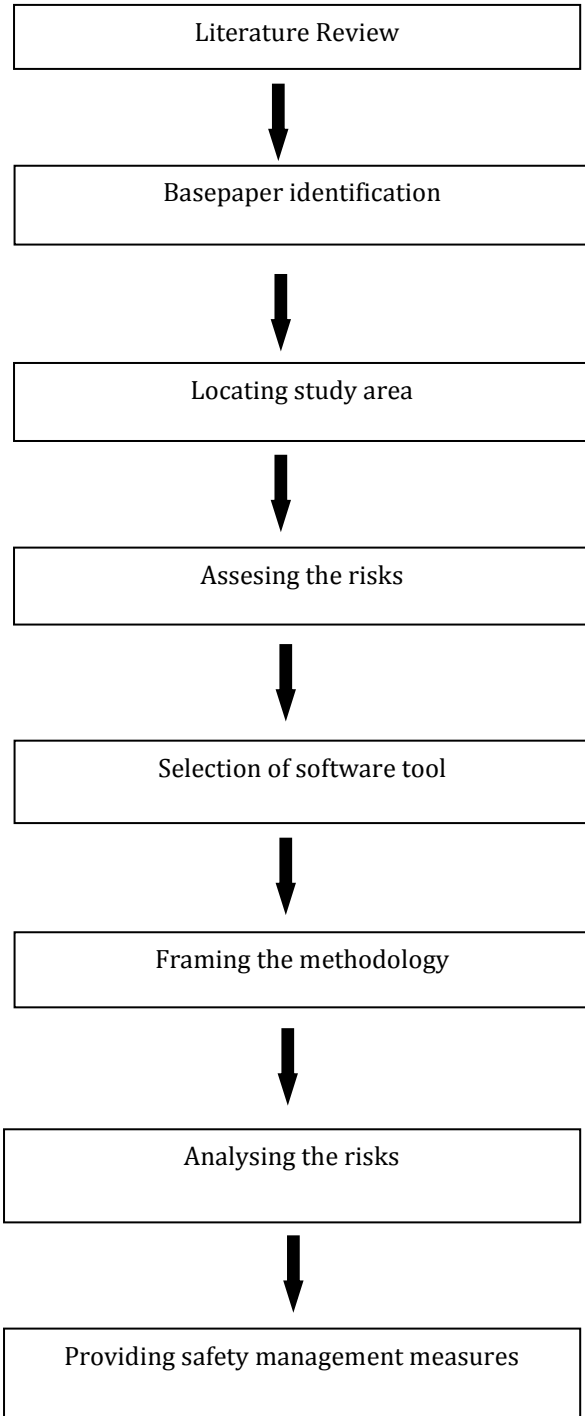 Literature Review
Basepaper identification
Locating study area
Assesing the risks
Selection of software tool
Framing the methodology
Analysing the risks
Providing safety management measures